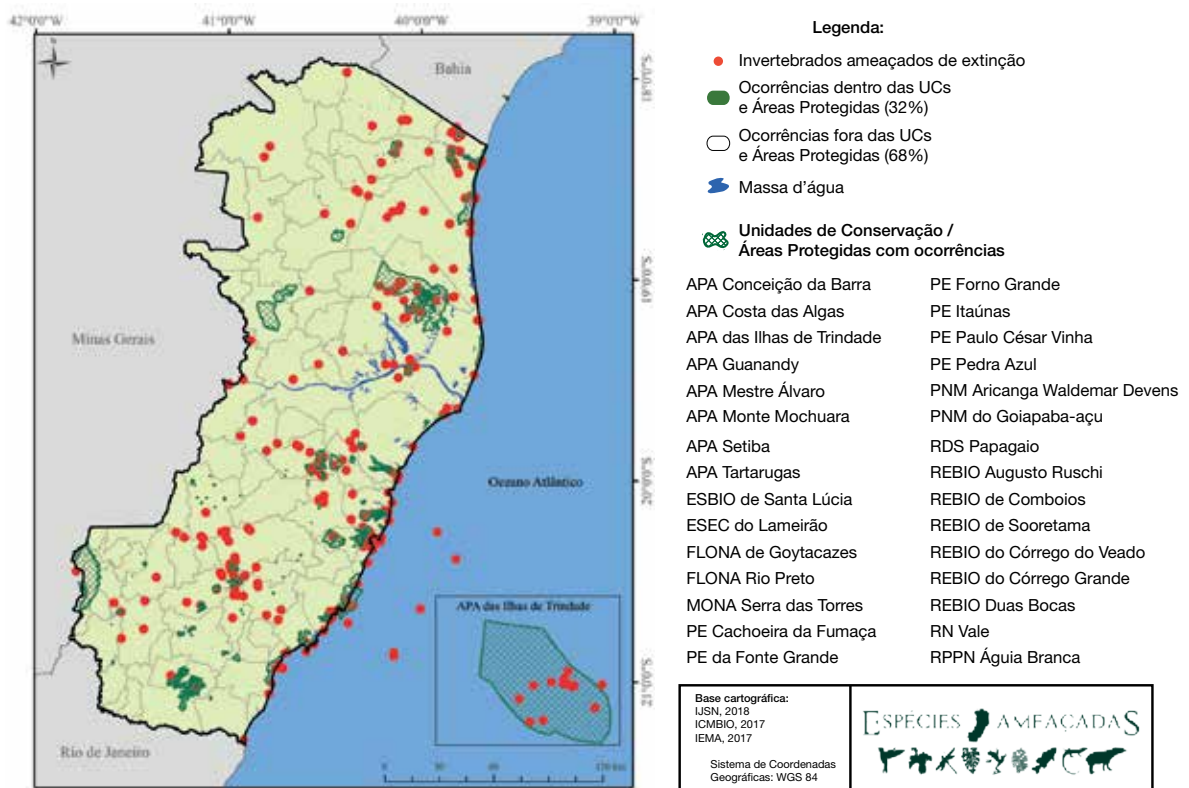 42°0'0"W
41°0'0"W
40°0'0"W
39°0'0"W
Bahia
18°0'0"S
19°0'0"S
Minas Gerais
20°0'0"S
Oceano Atlântico
APA das Ilhas de Trindade
21°0'0"S
Rio de Janeiro
0
Legenda:
Invertebrados ameaçados de extinção
Ocorrências dentro das UCs
e Áreas Protegidas (32%)
Ocorrências fora das UCs
e Áreas Protegidas (68%)
Massa d'água
Unidades de Conservação /
Áreas Protegidas com ocorrências
APA Conceição da Barra
APA Costa das Algas
APA das Ilhas de Trindade
APA Guanandy
APA Mestre Álvaro
APA Monte Mochuara
APA Setiba
APA Tartarugas
ESBIO de Santa Lúcia
ESEC do Lameirão
FLONA de Goytacazes
FLONA Rio Preto
MONA Serra das Torres
PE Cachoeira da Fumaça
PE da Fonte Grande
PE Forno Grande
PE Itaúnas
PE Paulo César Vinha
PE Pedra Azul
PNM Aricanga Waldemar Devens
PNM do Goiapaba-açu
RDS Papagaio
REBIO Augusto Ruschi
REBIO de Comboios
REBIO de Sooretama
REBIO do Córrego do Veado
REBIO do Córrego Grande
REBIO Duas Bocas
RN Vale
RPPN Águia Branca
Base cartográfica:
IJSN, 2018
ICMBIO, 2017
IEMA, 2017
Sistema de Coordenadas
Geográficas: WGS 84
ESPÉCIES AMEAÇADAS